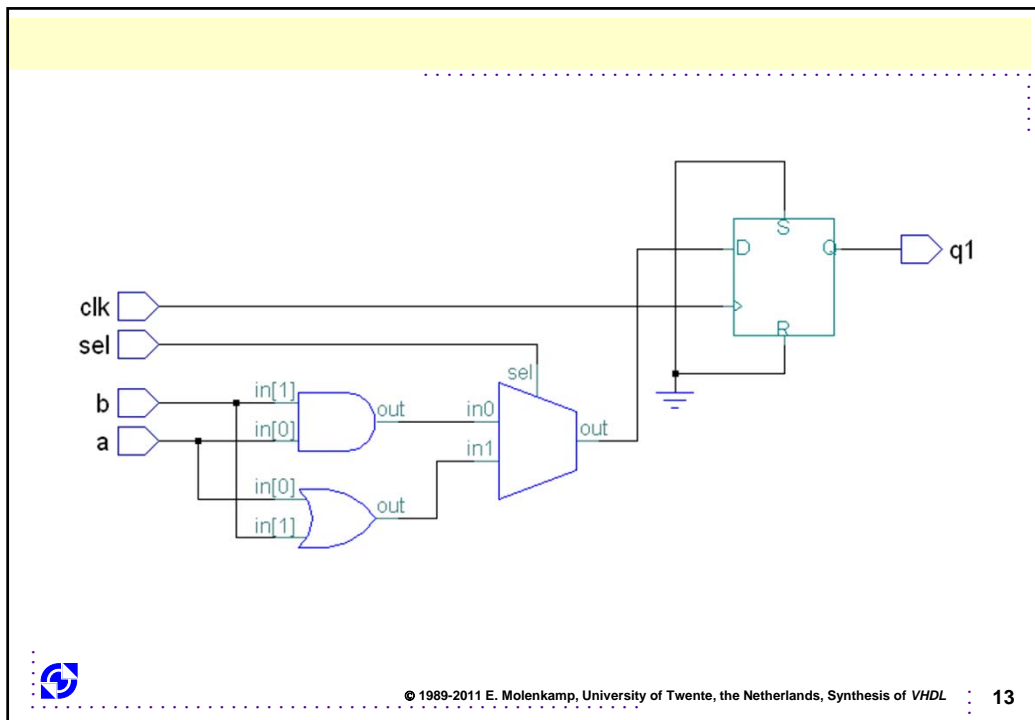 S
D
Q
q1
clk
R
sel
sel
b
in[1]
out
in0
out
a
in[0]
in1
in[0]
out
in[1]
© 1989-2011 E. Molenkamp, University of Twente, the Netherlands, Synthesis of VHDL
13